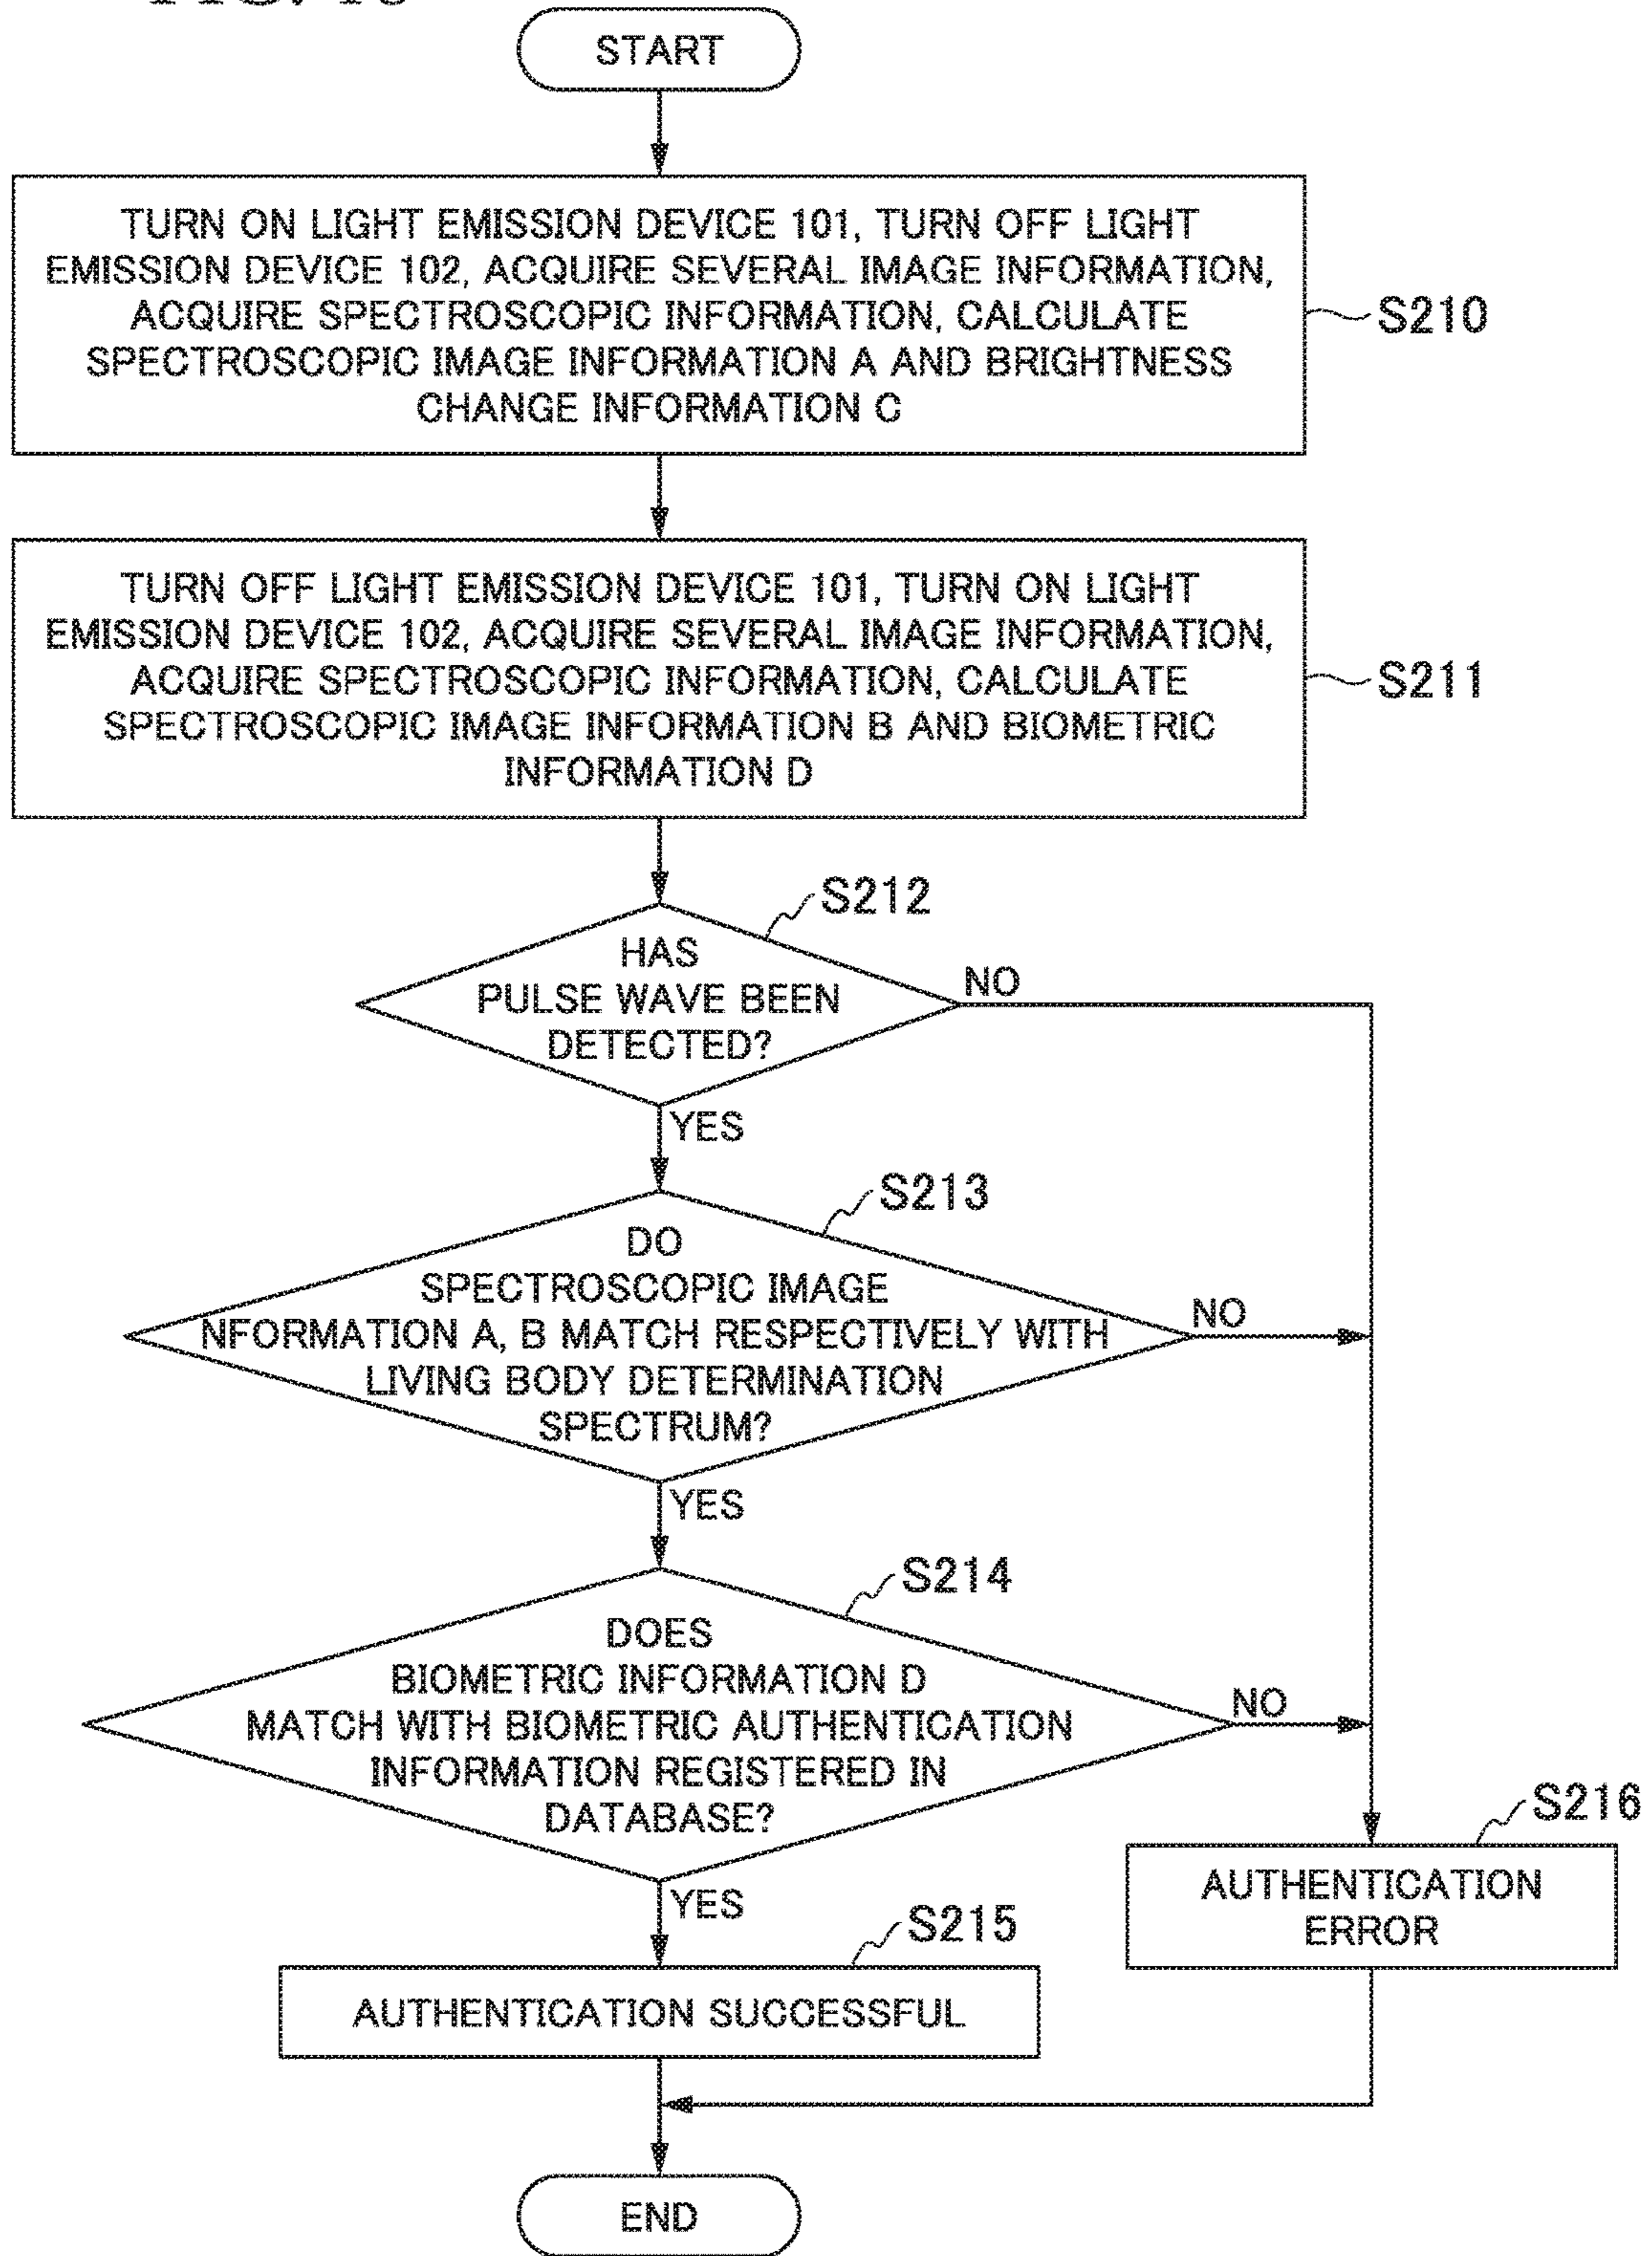 START
TURN ON LIGHT EMISSION DEVICE 101, TURN OFF LIGHT
EMISSION DEVICE 102, ACQUIRE SEVERAL IMAGE INFORMATION,
ACQUIRE SPECTROSCOPIC INFORMATION, CALCULATE
SPECTROSCOPIC IMAGE INFORMATION A AND BRIGHTNESS
CHANGE INFORMATION C
S210
TURN OFF LIGHT EMISSION DEVICE 101, TURN ON LIGHT
EMISSION DEVICE 102, ACQUIRE SEVERAL IMAGE INFORMATION,
ACQUIRE SPECTROSCOPIC INFORMATION, CALCULATE
SPECTROSCOPIC IMAGE INFORMATION B AND BIOMETRIC
INFORMATION D
S211
S212
HAS
PULSE WAVE BEEN
DETECTED?
NO
YES
S213
DO
SPECTROSCOPIC IMAGE
NFORMATION A, B MATCH RESPECTIVELY WITH
LIVING BODY DETERMINATION
SPECTRUM?
NO
YES
S214
DOES
BIOMETRIC INFORMATION D
MATCH WITH BIOMETRIC AUTHENTICATION
INFORMATION REGISTERED IN
DATABASE?
NO
YES
S215
AUTHENTICATION SUCCESSFUL
S216
AUTHENTICATION
ERROR
END